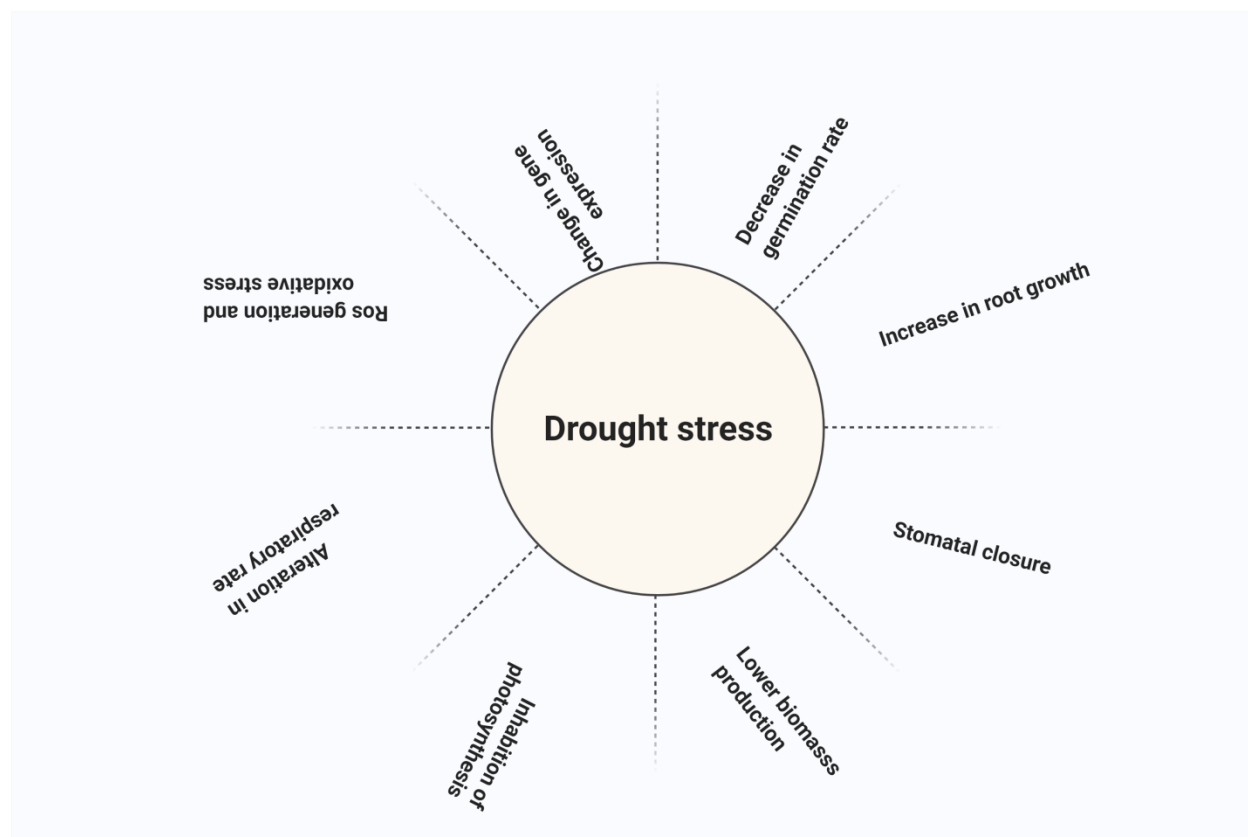 Drought stress
Decrease in
germination rate
Increase in root growth
Stomatal closure
Lower biomasss
production
Inhabition of
photosynthesis
Alteration in
respiratory rate
Ros generation and
oxidative stress
Change in gene
expression